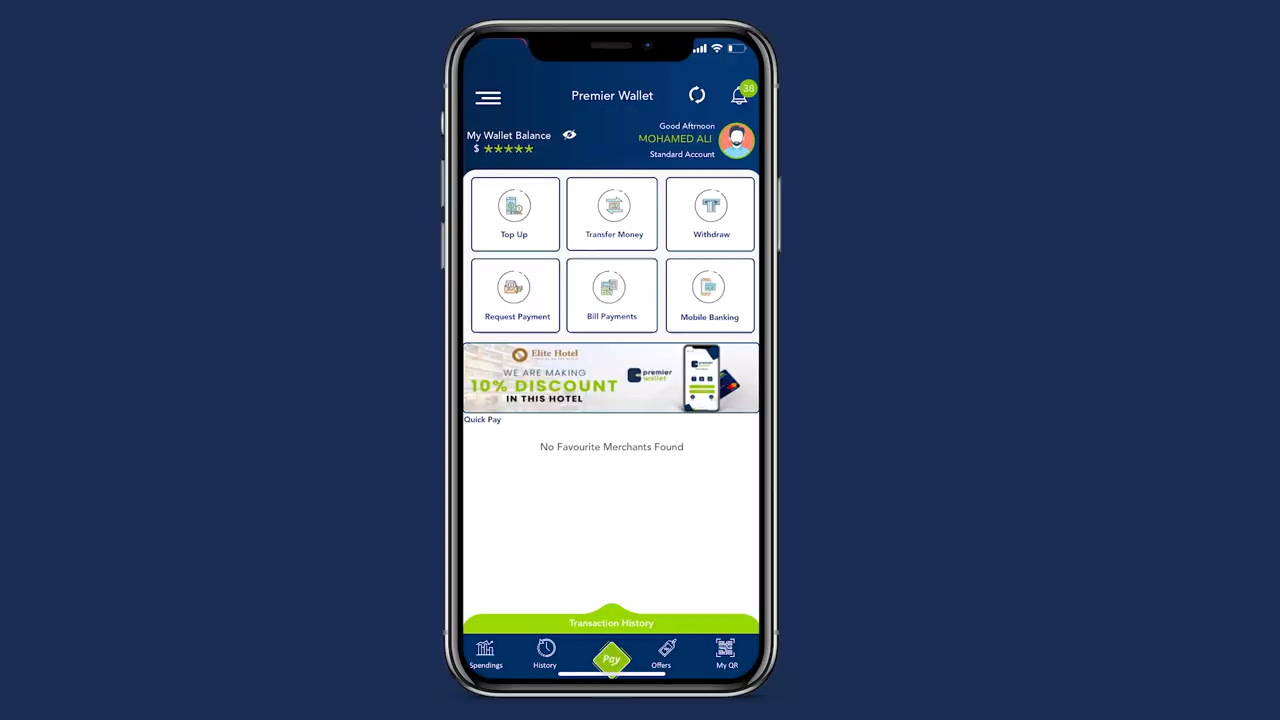 Premier Wallet
38
My Wallet Balance
$ *****
Good Aftrnoon
MOHAMED ALI
Standard Account
Top Up
Transfer Money
Withdraw
Request Payment
Bill Payments
Mobile Banking
Elite Hotel
WE ARE MAKING
10% DISCOUNT
IN THIS HOTEL
premier
wallet
Quick Pay
No Favourite Merchants Found
Transaction History
Spendings
History
Pay
Offers
My QR